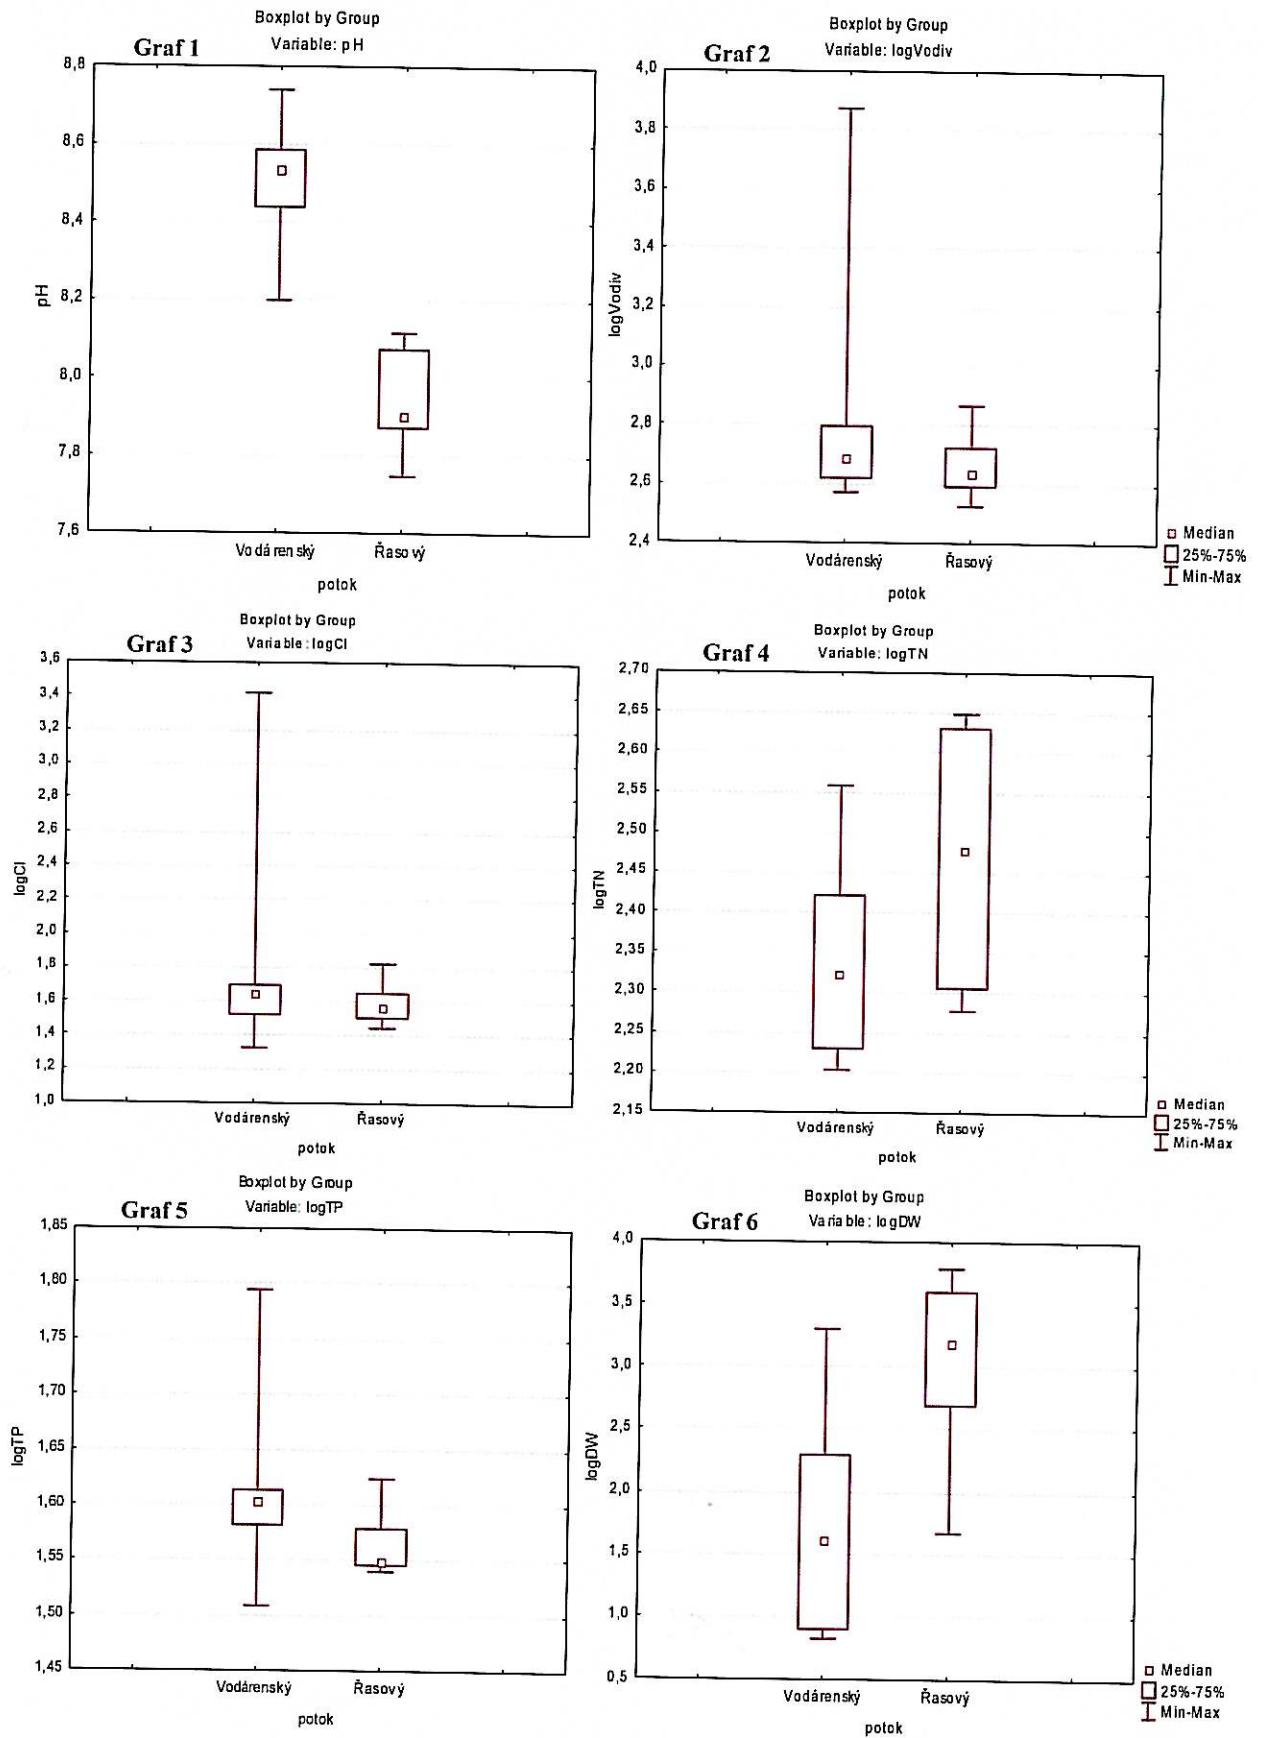 Boxplot by Group
Graf 1
Variable: pH
8,8
8,6
8,4
8,2
8,0
7,8
7,6
pH
Vodárenský
Řasový
potok
Boxplot by Group
Graf 2
Variable: logVodiv
4,0
3,8
3,6
3,4
3,2
3,0
2,8
2,6
2,4
logVodiv
Vodárenský
Řasový
potok
Median
25%-75%
Min-Max
Boxplot by Group
Graf 3
Variable: logCl
3,6
3,4
3,2
3,0
2,8
2,6
2,4
2,2
2,0
1,8
1,6
1,4
1,2
1,0
logCl
Vodárenský
Řasový
potok
Boxplot by Group
Graf 4
Variable: logTN
2,70
2,65
2,60
2,55
2,50
2,45
2,40
2,35
2,30
2,25
2,20
2,15
logTN
Vodárenský
Řasový
potok
Median
25%-75%
Min-Max
Boxplot by Group
Graf 5
Variable: logTP
1,85
1,80
1,75
1,70
1,65
1,60
1,55
1,50
1,45
logTP
Vodárenský
Řasový
potok
Boxplot by Group
Graf 6
Variable: logDW
4,0
3,5
3,0
2,5
2,0
1,5
1,0
0,5
logDW
Vodárenský
Řasový
potok
Median
25%-75%
Min-Max